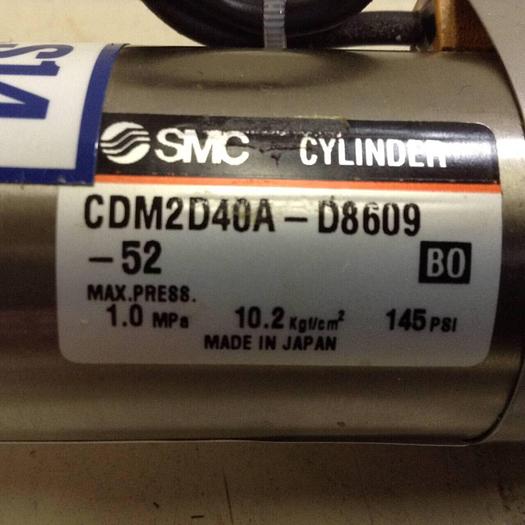 SMC CYLINDER
CDM2D40A-D8609
-52
B0
MAX.PRESS.
1.0 MPa 10.2 Kgf/cm² 145 PSI
MADE IN JAPAN